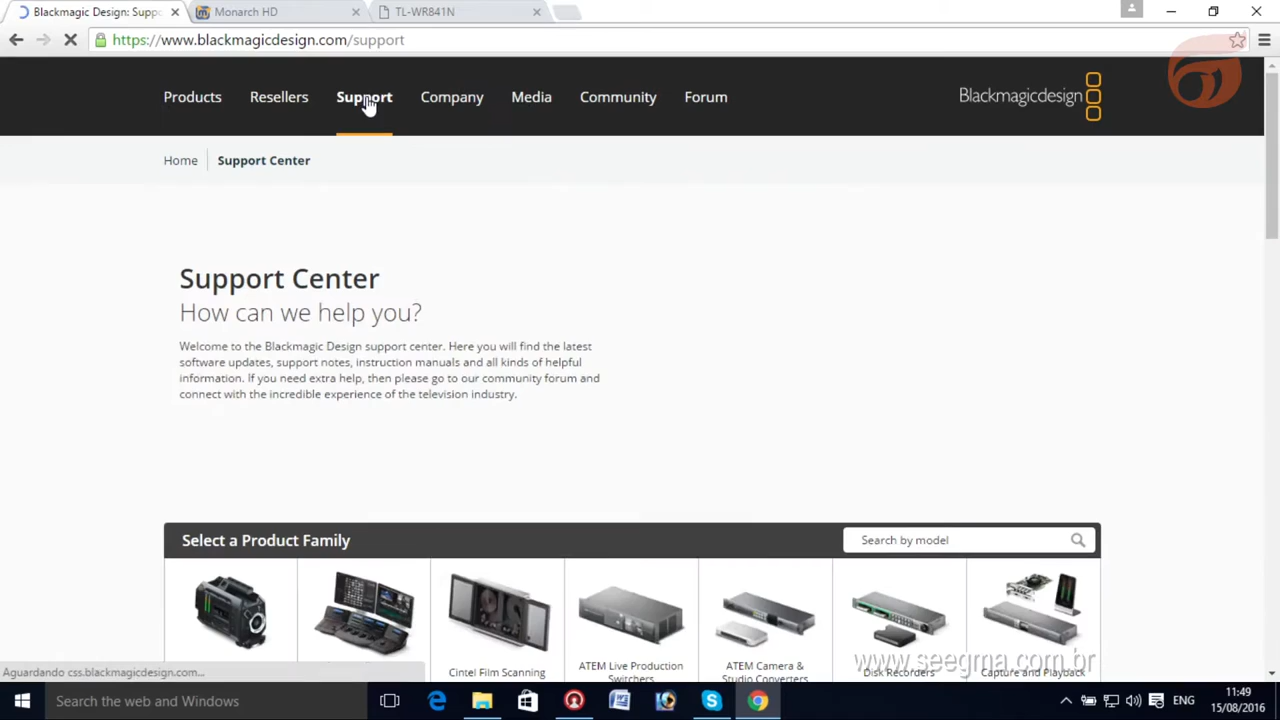 Blackmagic Design: Suppo
Monarch HD
TL-WR841N
https://www.blackmagicdesign.com/support
Products
Resellers
Support
Company
Media
Community
Forum
Blackmagicdesign
Home
Support Center
Support Center
How can we help you?
Welcome to the Blackmagic Design support center. Here you will find the latest
software updates, support notes, instruction manuals and all kinds of helpful
information. If you need extra help, then please go to our community forum and
connect with the incredible experience of the television industry.
Select a Product Family
Search by model
Cintel Film Scanning
ATEM Live Production
Switchers
ATEM Camera &
Studio Converters
Disk Recorders
Capture and Playback
www.seegma.com.br
Aguardando css.blackmagicdesign.com...
Search the web and Windows
ENG
11:49
15/08/2016